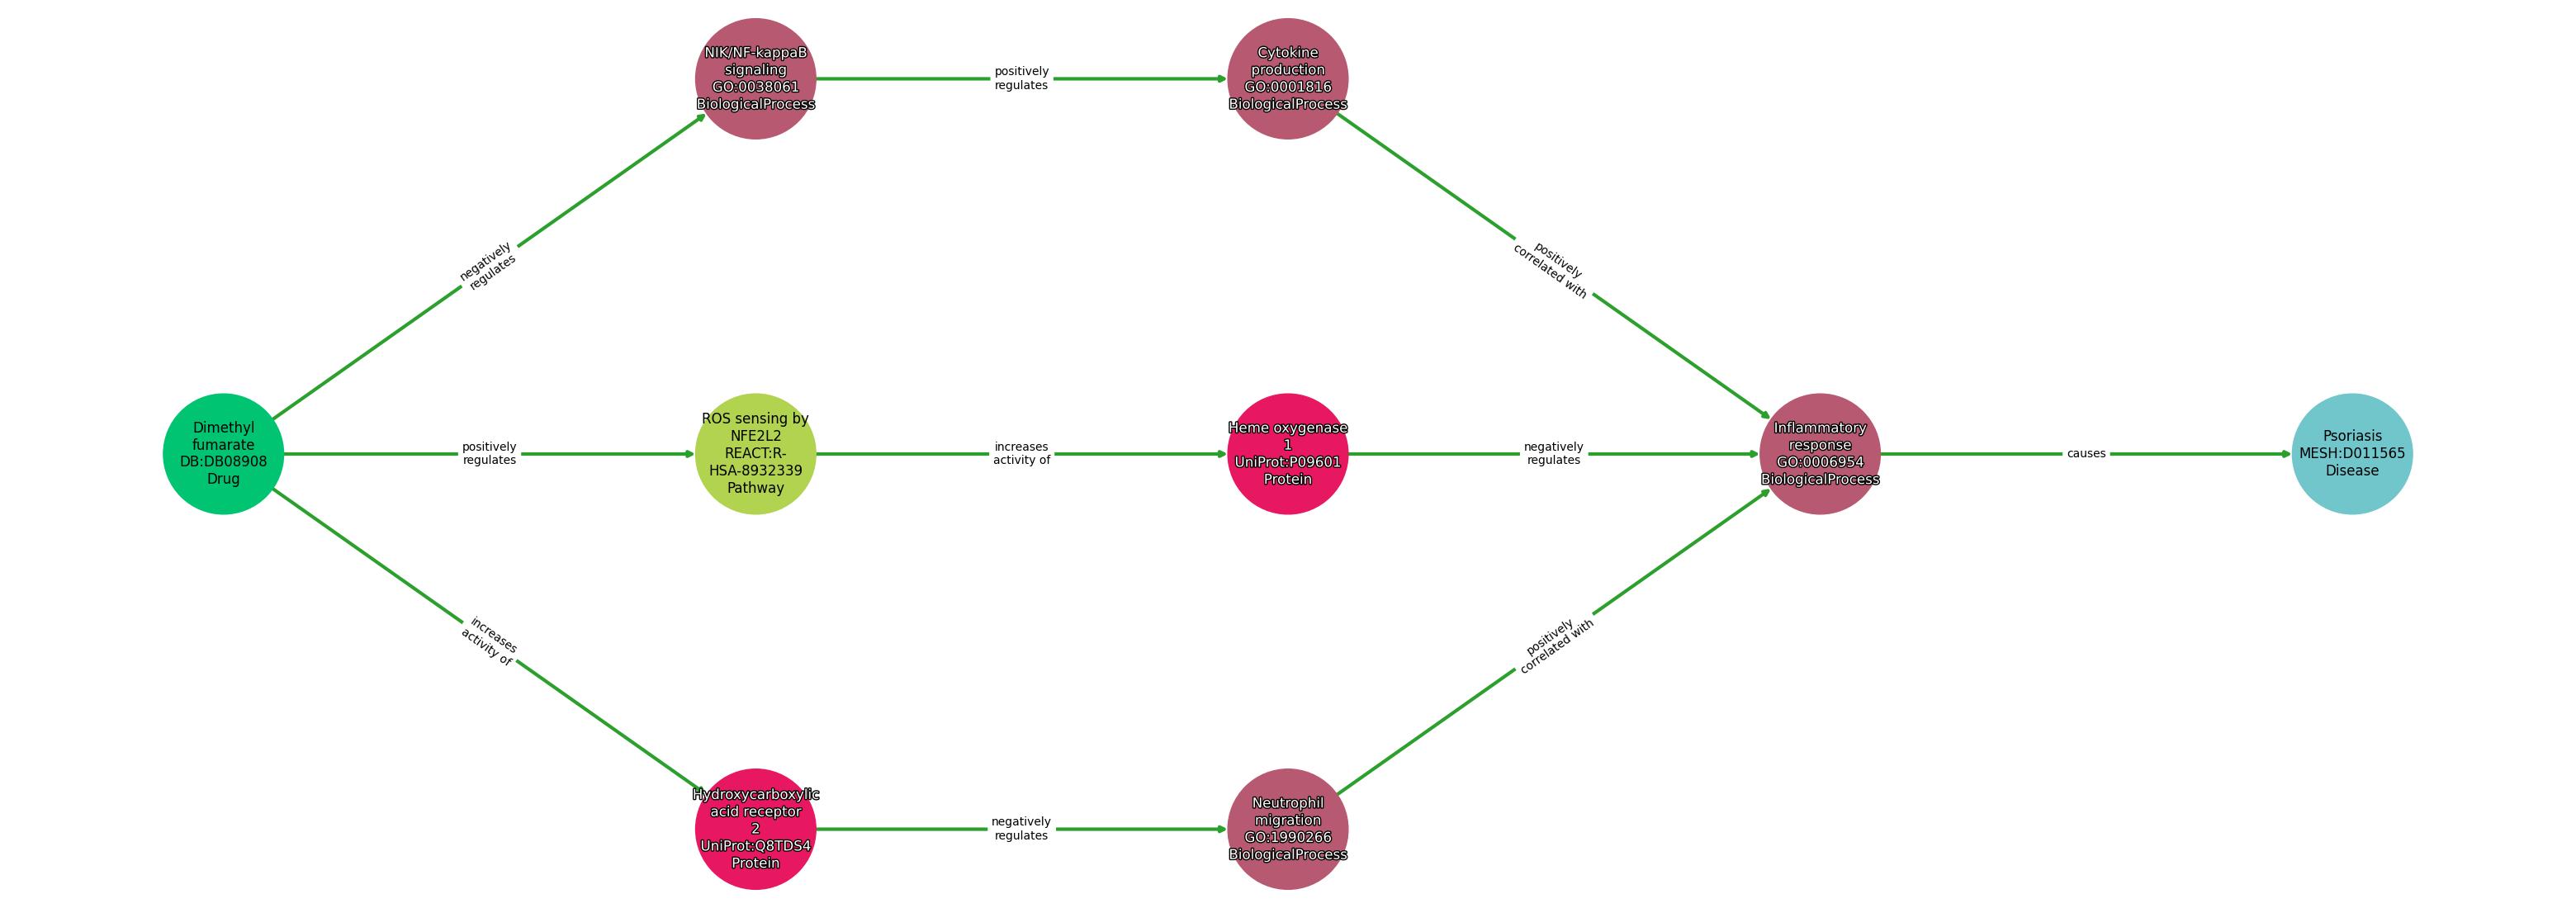 NIK/NF-kappaB
signaling
GO:0038061
BiologicalProcess
positively
regulates
Cytokine
production
GO:0001816
BiologicalProcess
negatively
regulates
positively
correlated with
Dimethyl
fumarate
DB:DB08908
Drug
positively
regulates
ROS sensing by
NFE2L2
REACT:R-
HSA-8932339
Pathway
increases
activity of
Heme oxygenase
1
UniProt:P09601
Protein
negatively
regulates
Inflammatory
response
GO:0006954
BiologicalProcess
causes
Psoriasis
MESH:D011565
Disease
increases
activity of
positively
correlated with
Hydroxycarboxylic
acid receptor
2
UniProt:Q8TDS4
Protein
negatively
regulates
Neutrophil
migration
GO:1990266
BiologicalProcess